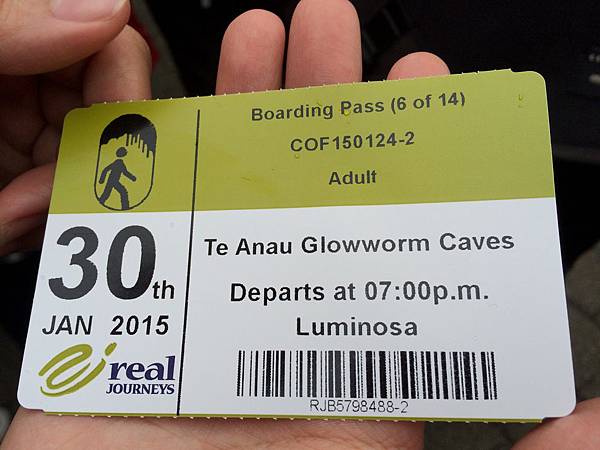 Boarding Pass (6 of 14)
COF150124-2
Adult
30th
JAN 2015
real
JOURNEYS
Te Anau Glowworm Caves
Departs at 07:00p.m.
Luminosa
RJB5798488-2